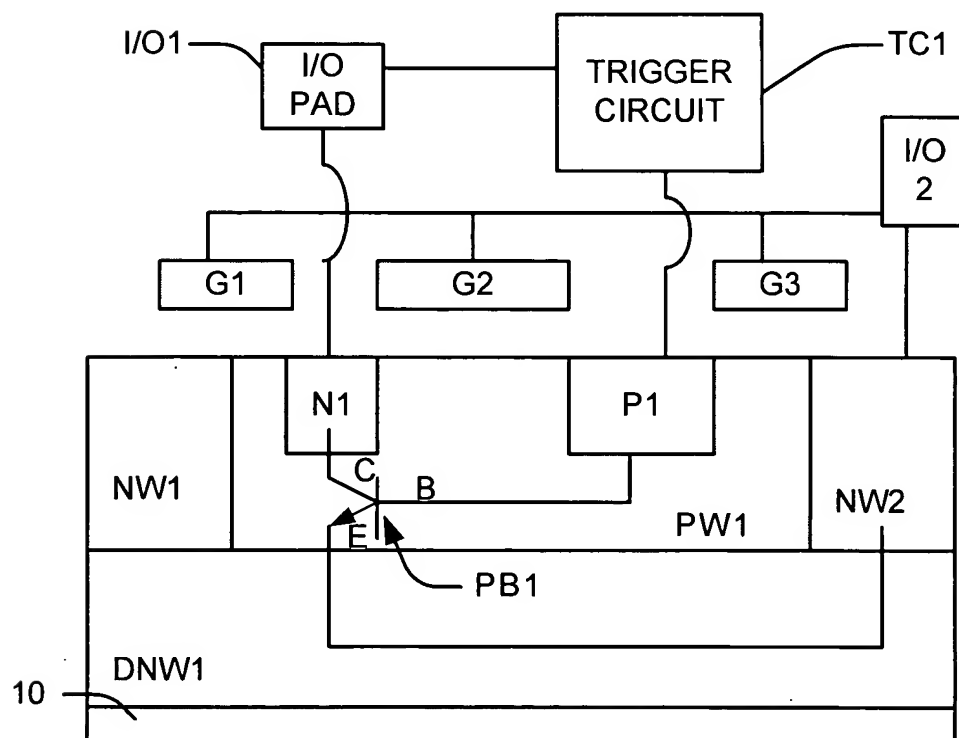 I/O1
I/O
PAD
TRIGGER
CIRCUIT
TC1
I/O
2
G1
G2
G3
N1
P1
NW1
C
B
E
PW1
NW2
PB1
DNW1
10